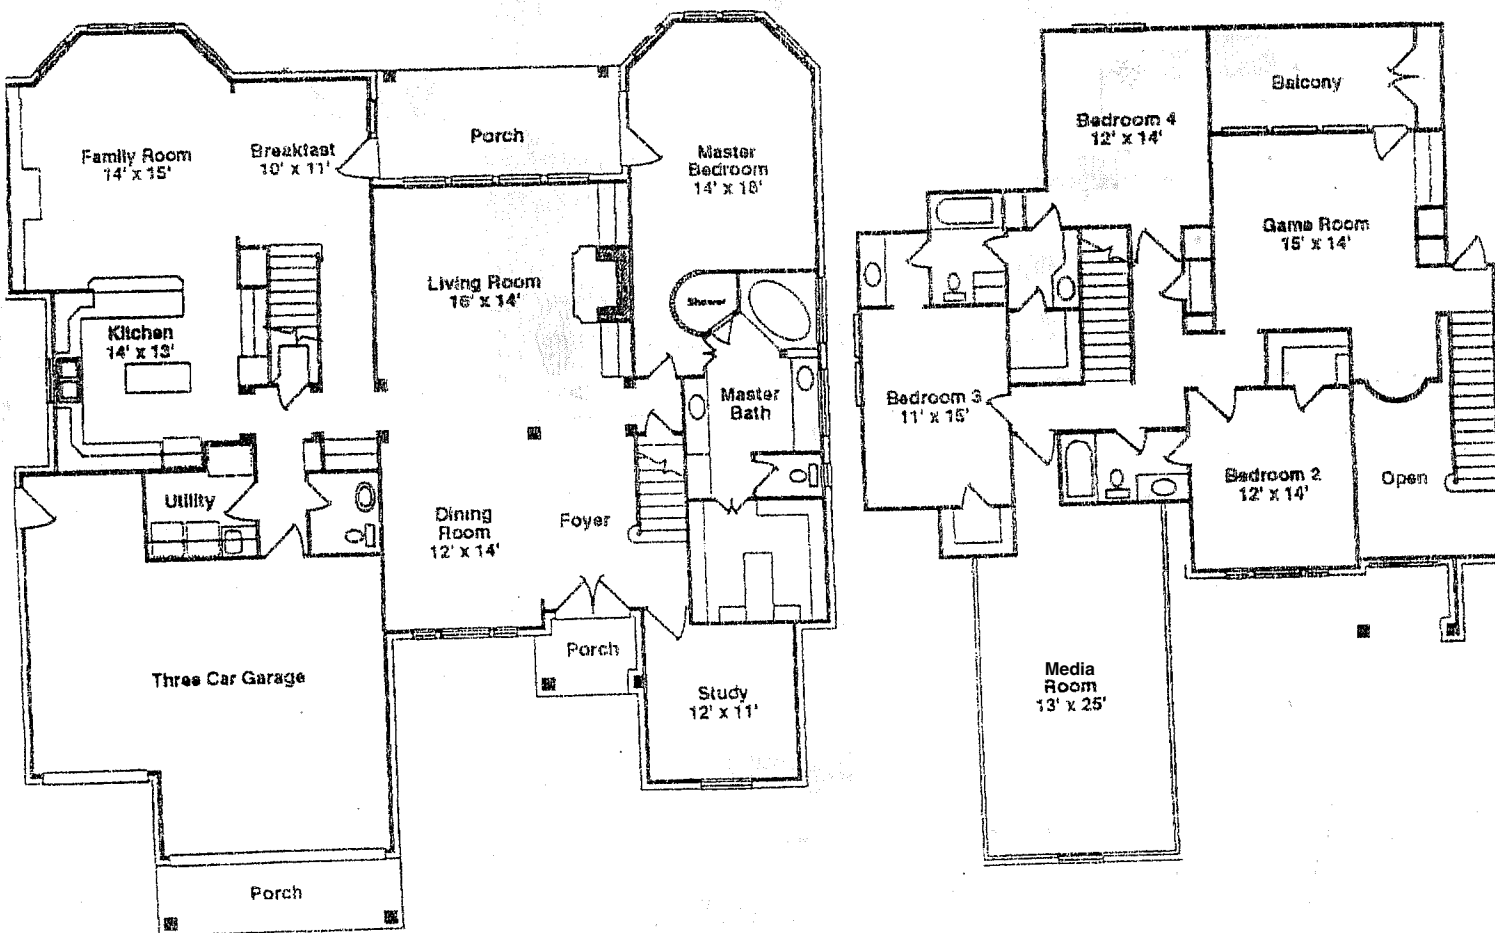 Family Room
14' x 15'
Breakfast
10' x 11'
Porch
Master
Bedroom
14' x 18'
Living Room
16' x 14'
Shower
Kitchen
14' x 13'
Master
Bath
Utility
Dining
Room
12' x 14'
Foyer
Three Car Garage
Porch
Study
12' x 11'
Porch
Bedroom 4
12' x 14'
Balcony
Game Room
15' x 14'
Bedroom 3
11' x 15'
Bedroom 2
12' x 14'
Open
Media
Room
13' x 25'